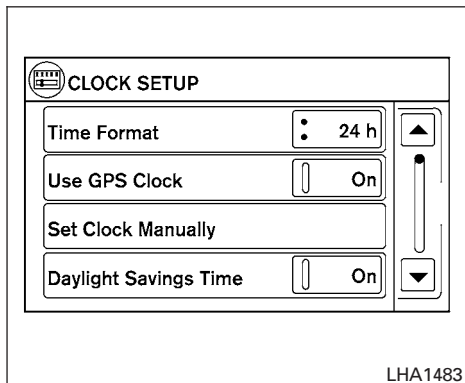 CLOCK SETUP
Time Format : 24 h
Use GPS Clock On
Set Clock Manually
Daylight Savings Time On
LHA1483